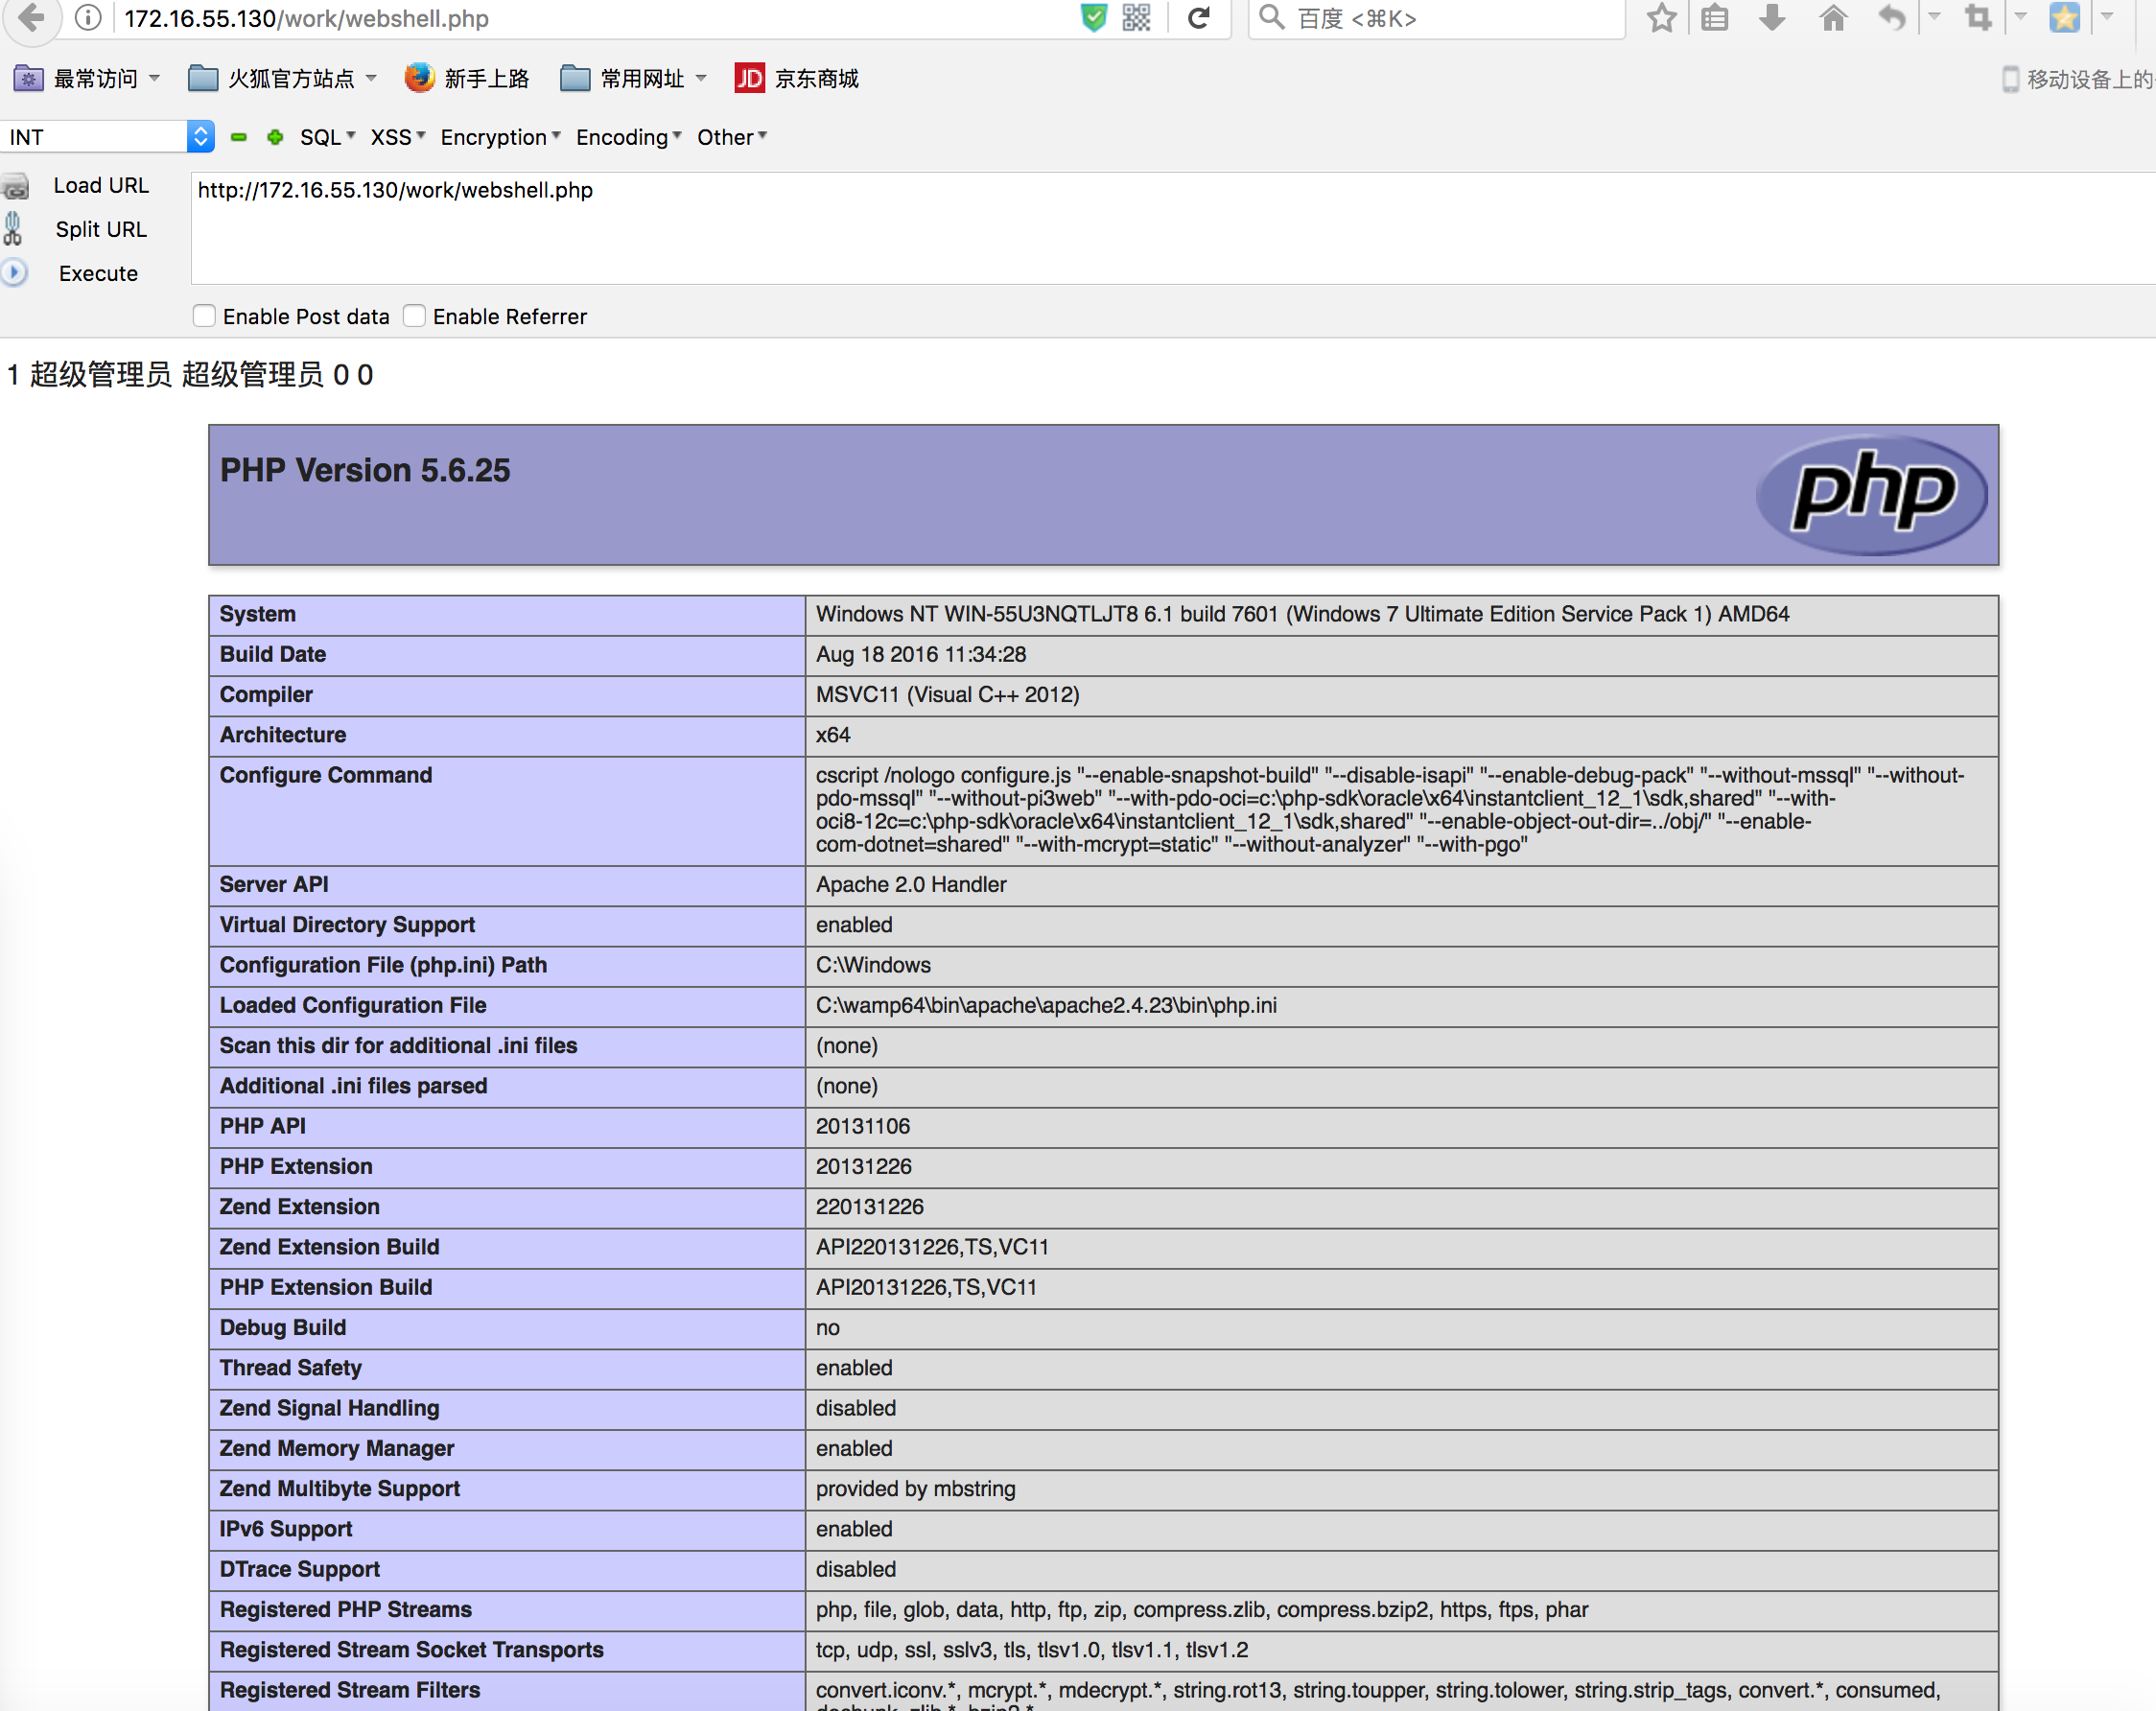 172.16.55.130/work/webshell.php
百度 <⌘K>
最常访问 火狐官方站点 新手上路 常用网址 JD 京东商城 移动设备上的
INT SQL XSS Encryption Encoding Other
Load URL http://172.16.55.130/work/webshell.php
Split URL
Execute
Enable Post data Enable Referrer
1 超级管理员 超级管理员 0 0
PHP Version 5.6.25 php
System Windows NT WIN-55U3NQTLJT8 6.1 build 7601 (Windows 7 Ultimate Edition Service Pack 1) AMD64
Build Date Aug 18 2016 11:34:28
Compiler MSVC11 (Visual C++ 2012)
Architecture x64
Configure Command cscript /nologo configure.js "--enable-snapshot-build" "--disable-isapi" "--enable-debug-pack" "--without-mssql" "--without-
pdo-mssql" "--without-pi3web" "--with-pdo-oci=c:\php-sdk\oracle\x64\instantclient_12_1\sdk,shared" "--with-
oci8-12c=c:\php-sdk\oracle\x64\instantclient_12_1\sdk,shared" "--enable-object-out-dir=../obj/" "--enable-
com-dotnet=shared" "--with-mcrypt=static" "--without-analyzer" "--with-pgo"
Server API Apache 2.0 Handler
Virtual Directory Support enabled
Configuration File (php.ini) Path C:\Windows
Loaded Configuration File C:\wamp64\bin\apache\apache2.4.23\bin\php.ini
Scan this dir for additional .ini files (none)
Additional .ini files parsed (none)
PHP API 20131106
PHP Extension 20131226
Zend Extension 220131226
Zend Extension Build API220131226,TS,VC11
PHP Extension Build API20131226,TS,VC11
Debug Build no
Thread Safety enabled
Zend Signal Handling disabled
Zend Memory Manager enabled
Zend Multibyte Support provided by mbstring
IPv6 Support enabled
DTrace Support disabled
Registered PHP Streams php, file, glob, data, http, ftp, zip, compress.zlib, compress.bzip2, https, ftps, phar
Registered Stream Socket Transports tcp, udp, ssl, sslv3, tls, tlsv1.0, tlsv1.1, tlsv1.2
Registered Stream Filters convert.iconv.*, mcrypt.*, mdecrypt.*, string.rot13, string.toupper, string.tolower, string.strip_tags, convert.*, consumed,